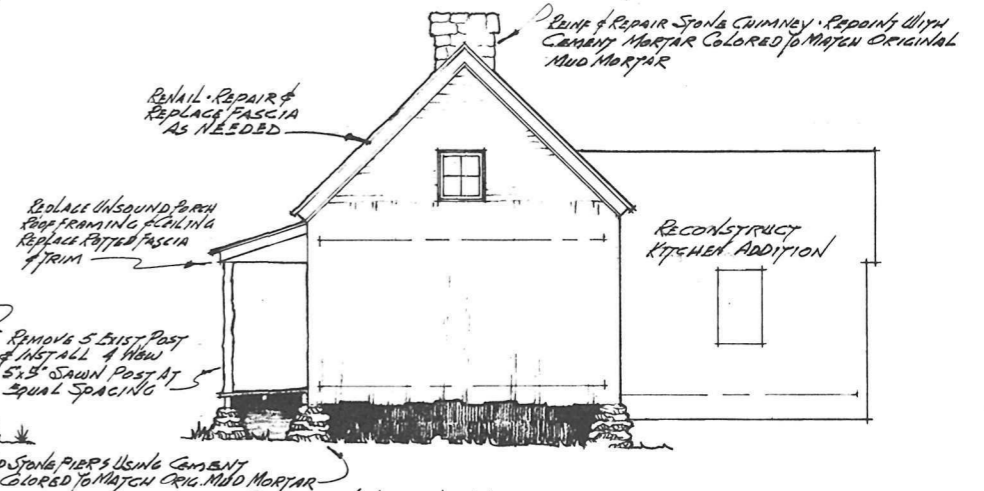 REINF & REPAIR STONE CHIMNEY • REPOINT WITH
CEMENT MORTAR COLORED TO MATCH ORIGINAL
MUD MORTAR
RENAIL • REPAIR &
REPLACE FASCIA
AS NEEDED
REPLACE UNSOUND PORCH
ROOF FRAMING & CEILING
REPLACE ROTTED FASCIA
& TRIM
RECONSTRUCT
KITCHEN ADDITION
REMOVE 5 EXIST POST
& INSTALL 4 NEW
5x5" SAWN POST AT
EQUAL SPACING
STONE PIERS USING CEMENT
COLORED TO MATCH ORIG. MUD MORTAR